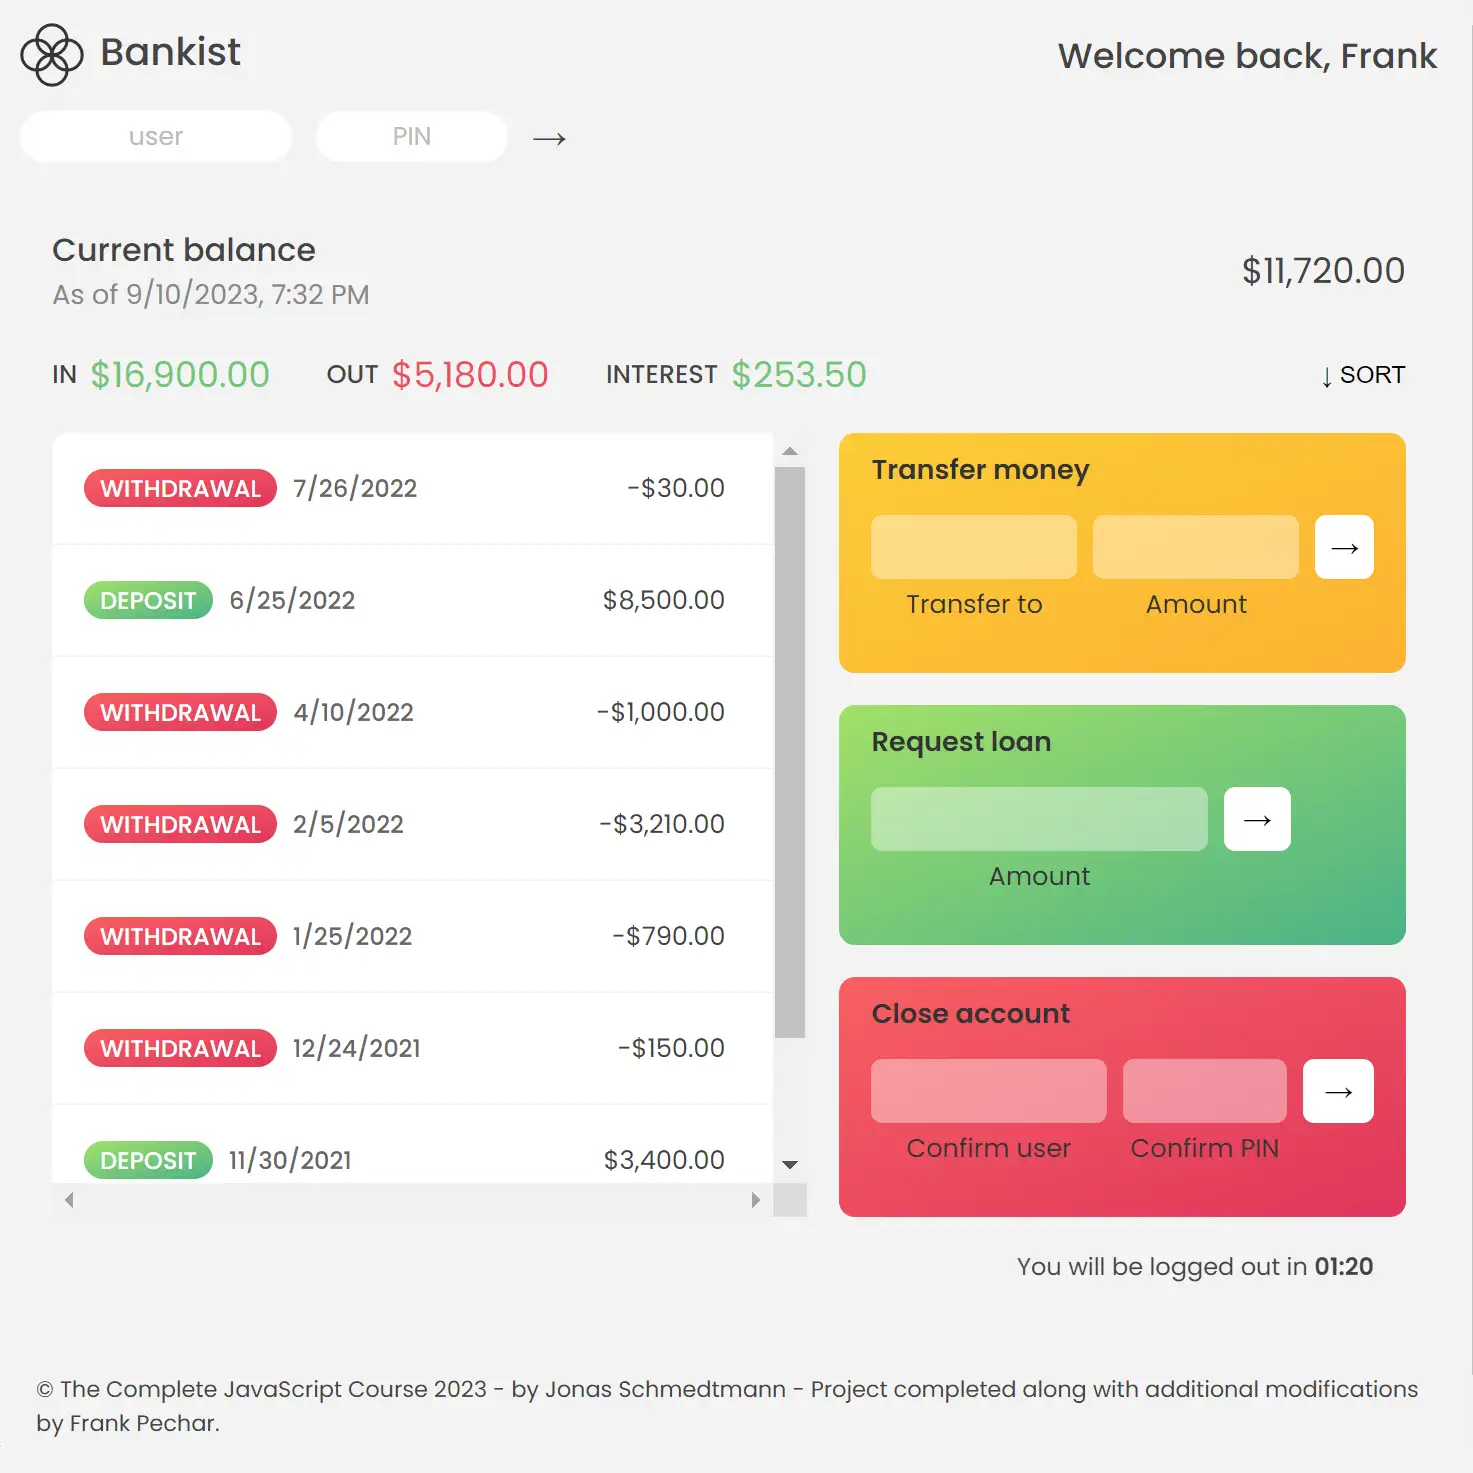 Bankist
Welcome back, Frank
user PIN →
Current balance
As of 9/10/2023, 7:32 PM
$11,720.00
IN $16,900.00 OUT $5,180.00 INTEREST $253.50 ↓ SORT
WITHDRAWAL 7/26/2022 -$30.00
DEPOSIT 6/25/2022 $8,500.00
WITHDRAWAL 4/10/2022 -$1,000.00
WITHDRAWAL 2/5/2022 -$3,210.00
WITHDRAWAL 1/25/2022 -$790.00
WITHDRAWAL 12/24/2021 -$150.00
DEPOSIT 11/30/2021 $3,400.00
Transfer money
→
Transfer to Amount
Request loan
→
Amount
Close account
→
Confirm user Confirm PIN
You will be logged out in 01:20
© The Complete JavaScript Course 2023 - by Jonas Schmedtmann - Project completed along with additional modifications
by Frank Pechar.